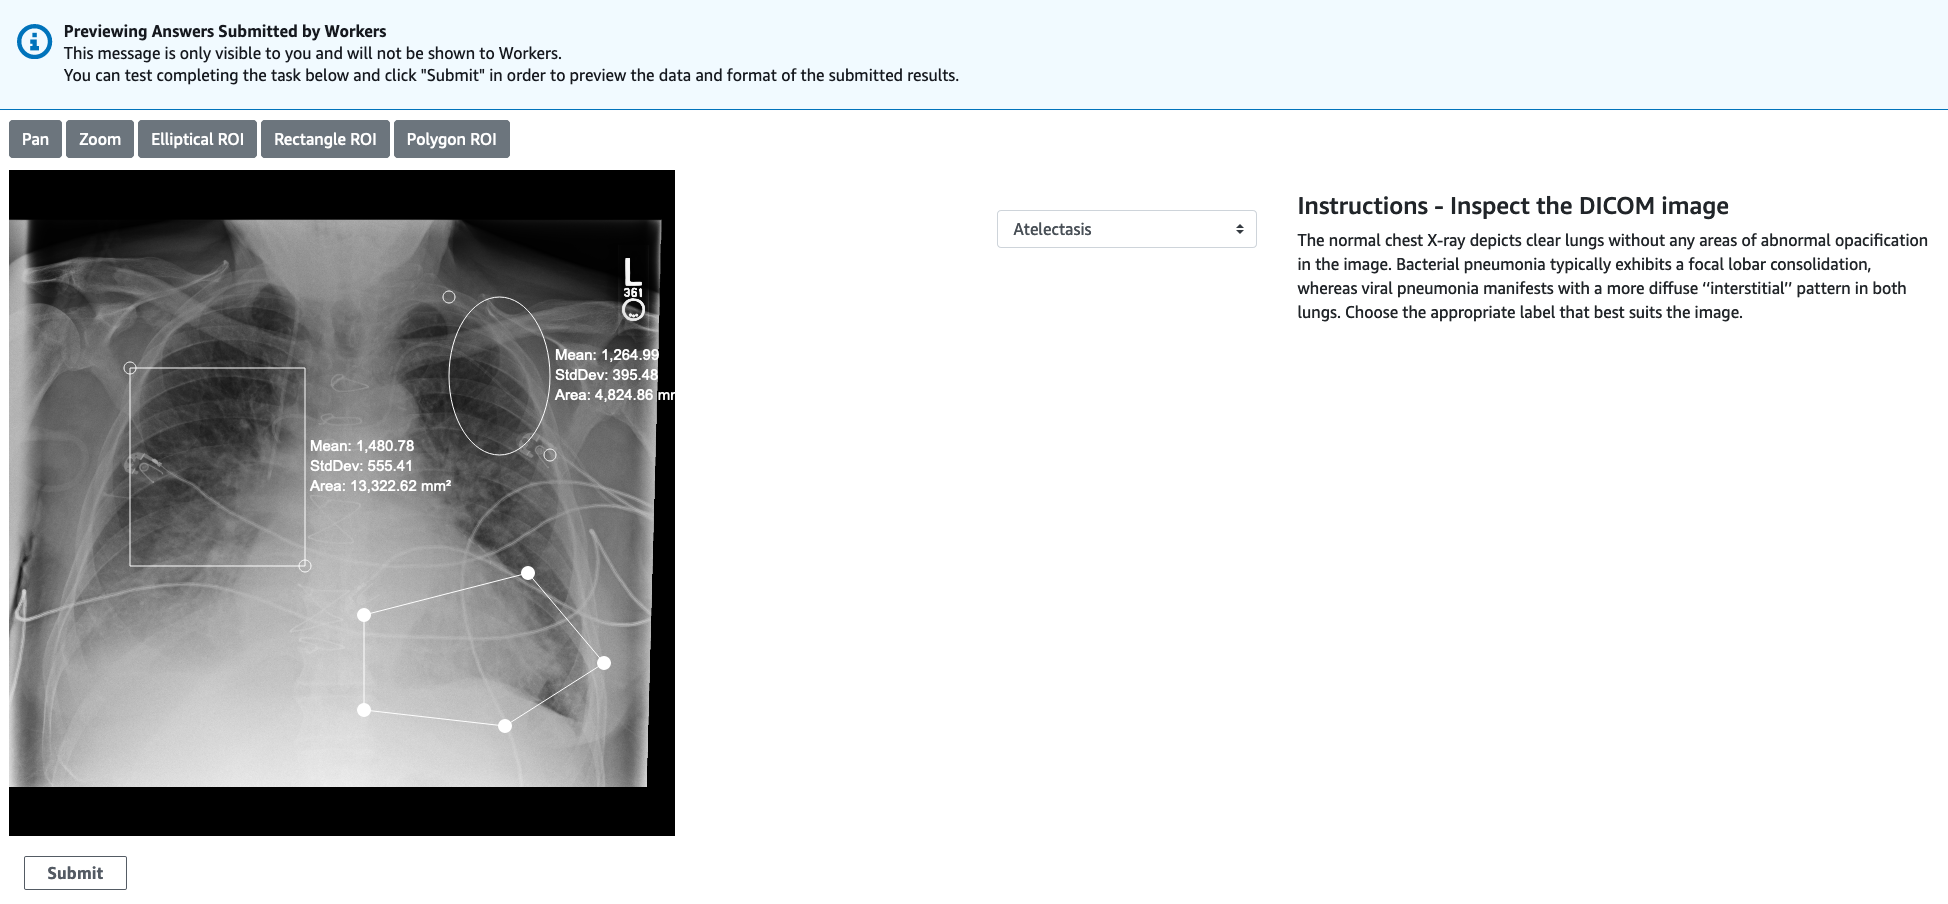 Previewing Answers Submitted by Workers
This message is only visible to you and will not be shown to Workers.
You can test completing the task below and click "Submit" in order to preview the data and format of the submitted results.
Pan Zoom Elliptical ROI Rectangle ROI Polygon ROI
L
361
Mean: 1,264.99
StdDev: 395.48
Area: 4,824.86 mm
Mean: 1,480.78
StdDev: 555.41
Area: 13,322.62 mm²
Atelectasis
Instructions - Inspect the DICOM image
The normal chest X-ray depicts clear lungs without any areas of abnormal opacification
in the image. Bacterial pneumonia typically exhibits a focal lobar consolidation,
whereas viral pneumonia manifests with a more diffuse ‘‘interstitial’’ pattern in both
lungs. Choose the appropriate label that best suits the image.
Submit